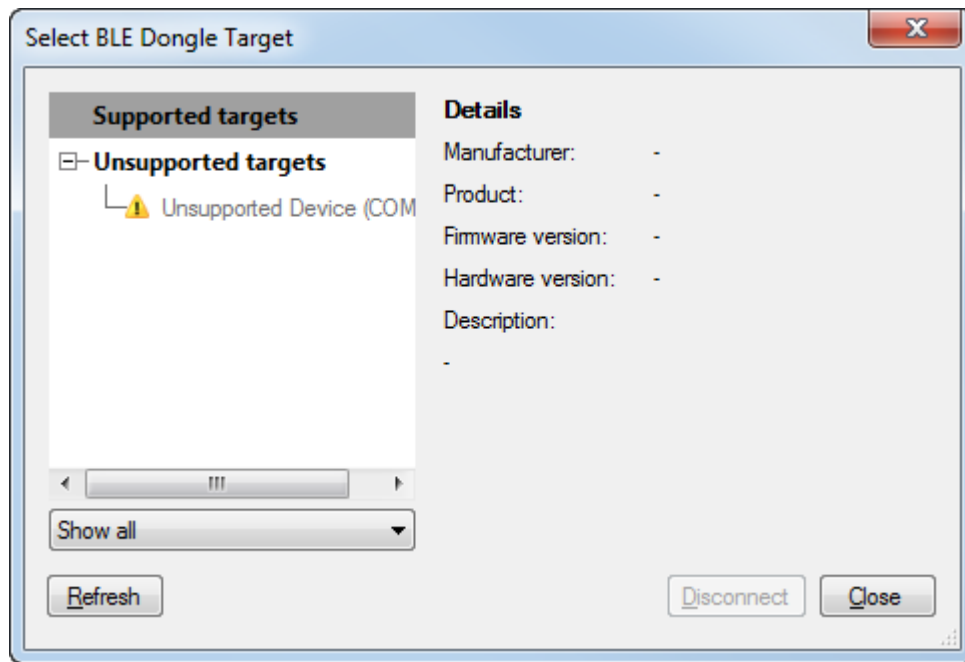 Select BLE Dongle Target
Supported targets
Unsupported targets
Unsupported Device (COM
Details
Manufacturer: -
Product: -
Firmware version: -
Hardware version: -
Description:
-
Show all
Refresh
Disconnect
Close